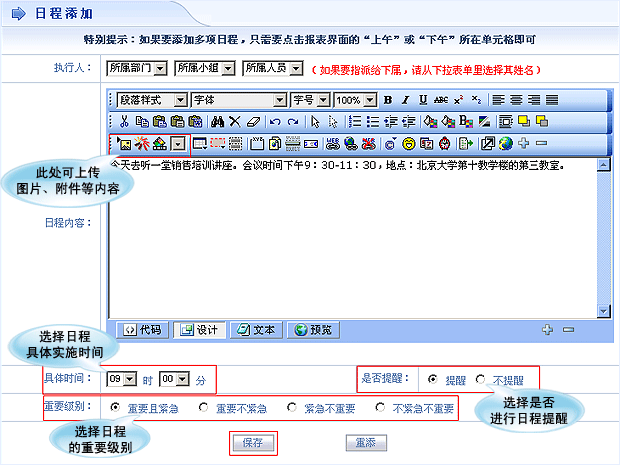 日程添加
特别提示：如果要添加多项日程，只需要点击报表界面的“上午”或“下午”所在单元格即可
执行人： 所属部门 所属小组 所属人员 （如果要指派给下属，请从下拉表单里选择其姓名）
段落样式 字体 字号 100% B I U ABC x² x₂
此处可上传
图片、附件等内容
今天去听一堂销售培训讲座。会议时间下午9：30-11：30，地点：北京大学第十教学楼的第三教室。
日程内容：
代码 设计 文本 预览
选择日程
具体实施时间
具体时间： 09 时 00 分 是否提醒： 提醒 不提醒
选择是否
进行日程提醒
重要级别： 重要且紧急 重要不紧急 紧急不重要 不紧急不重要
选择日程
的重要级别
保存 重添